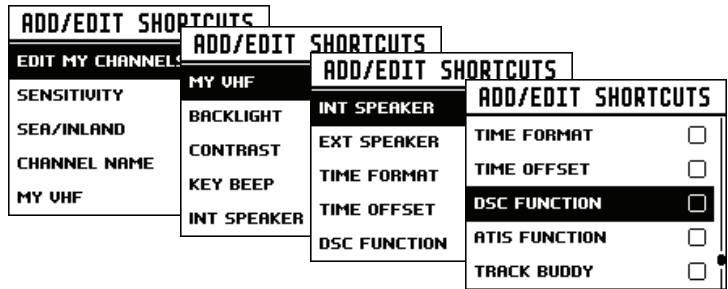 ADD/EDIT SHORTCUTS
EDIT MY CHANNELS
SENSITIVITY
SEA/INLAND
CHANNEL NAME
MY VHF
ADD/EDIT SHORTCUTS
MY VHF
BACKLIGHT
CONTRAST
KEY BEEP
INT SPEAKER
ADD/EDIT SHORTCUTS
INT SPEAKER
EXT SPEAKER
TIME FORMAT
TIME OFFSET
DSC FUNCTION
ADD/EDIT SHORTCUTS
TIME FORMAT
TIME OFFSET
DSC FUNCTION
ATIS FUNCTION
TRACK BUDDY